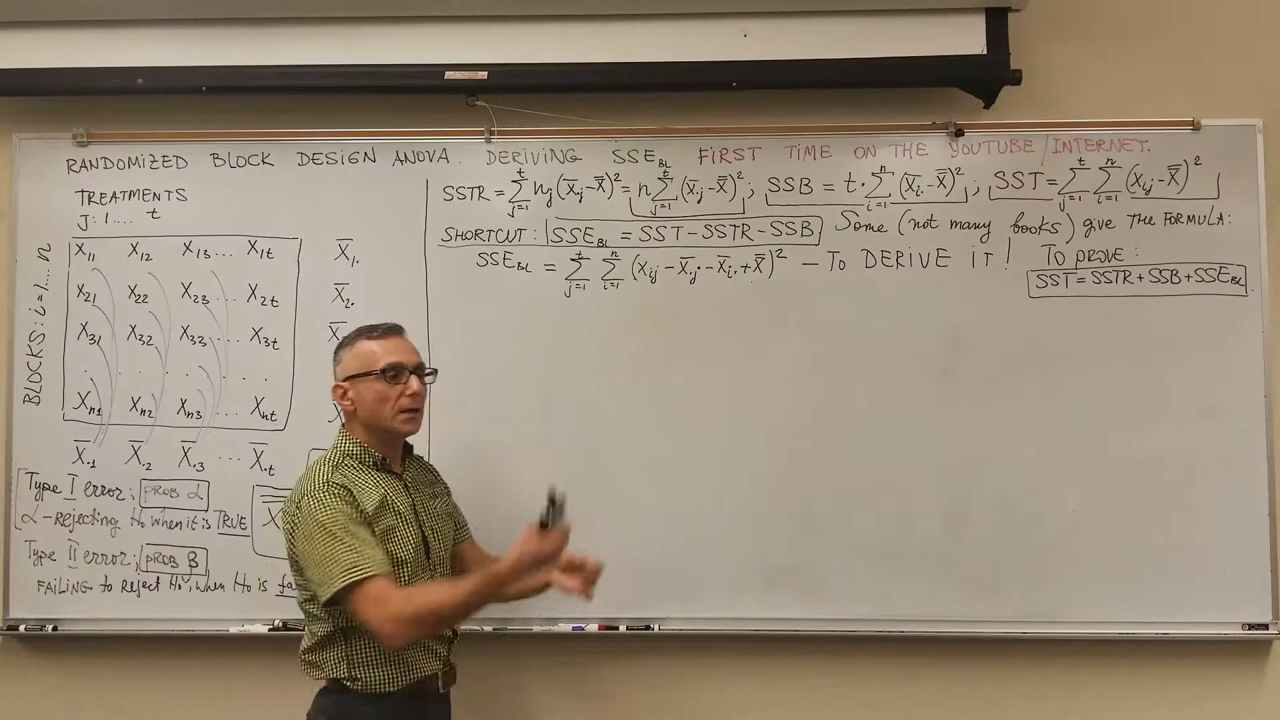 RANDOMIZED BLOCK DESIGN ANOVA. DERIVING SSE_BL FIRST TIME ON THE YOUTUBE/INTERNET.
TREATMENTS
J: 1.... t
BLOCKS: i=1....n
X₁₁ X₁₂ X₁₃... X₁t X̄₁.
X₂₁ X₂₂ X₂₃... X₂t X̄₂.
X₃₁ X₃₂ X₃₃... X₃t X̄
. . . .
Xn₁ Xn₂ Xn₃ ... Xnt
X̄.₁ X̄.₂ X̄.₃ ... X̄.t
Type I error; PROB α
α-rejecting H₀ when it is TRUE
Type II error; PROB β
FAILING to reject H₀, when H₀ is
SSTR = Σ_{j=1}^{t} n_j (X̄.j - X̿)² = n Σ_{j=1}^{t} (X̄.j - X̿)²; SSB = t · Σ_{i=1}^{n} (X̄i. - X̿)²; SST = Σ_{j=1}^{t} Σ_{i=1}^{n} (x_ij - X̿)²
SHORTCUT: SSE_BL = SST - SSTR - SSB Some (not many books) give THE FORMULA:
SSE_BL = Σ_{j=1}^{t} Σ_{i=1}^{n} (x_ij - X̄.j - X̄i. + X̿)² – TO DERIVE IT! TO PROVE:
SST = SSTR + SSB + SSE_BL